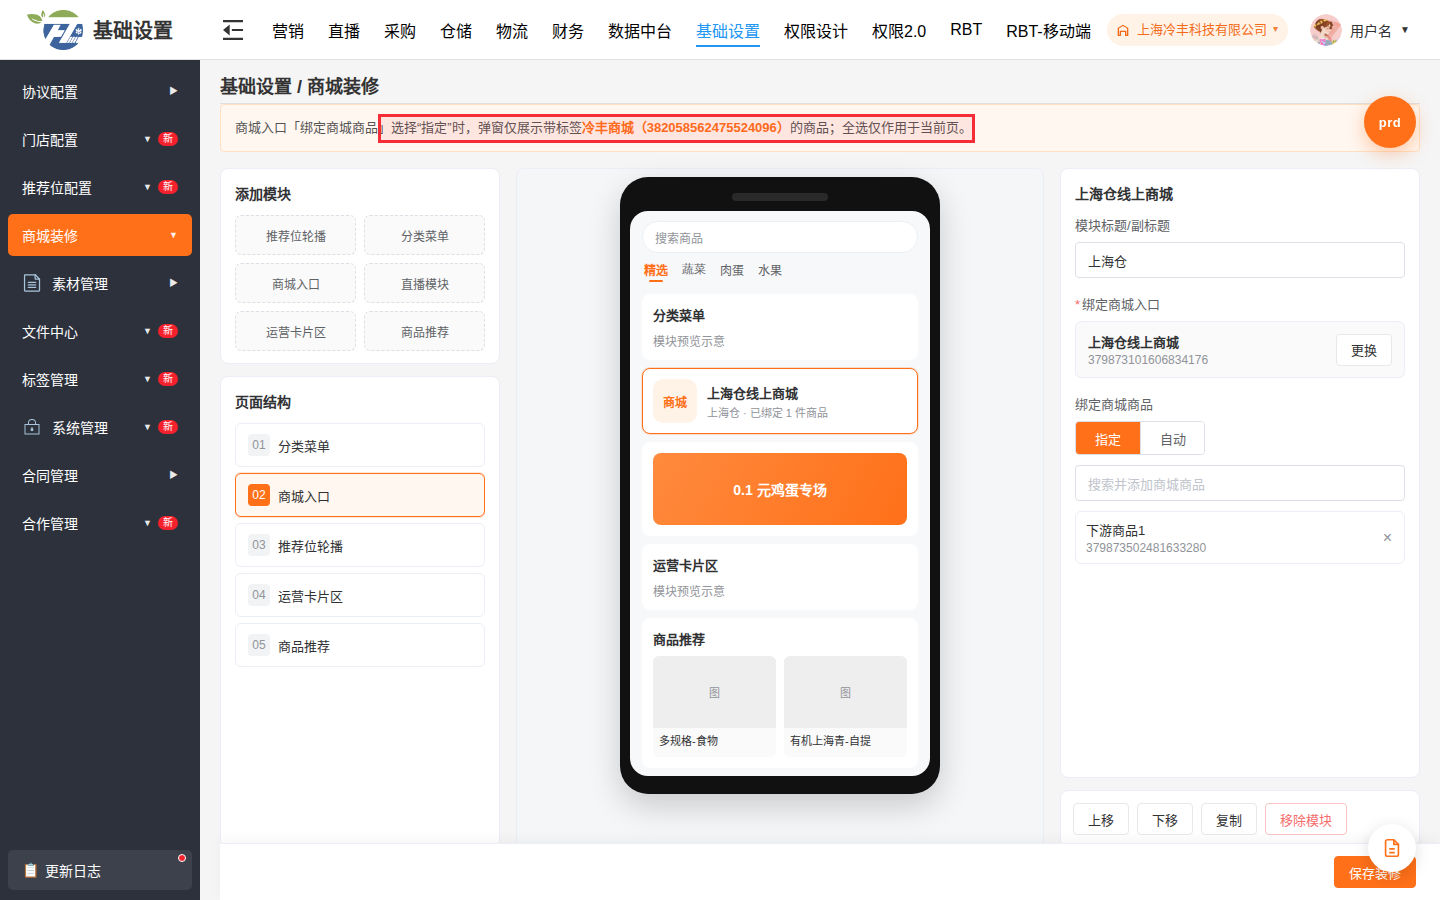 基础设置
营销 直播 采购 仓储 物流 财务 数据中台 基础设置 权限设计 权限2.0 RBT RBT-移动端
上海冷丰科技有限公司
用户名
协议配置
门店配置 新
推荐位配置 新
商城装修
素材管理
文件中心 新
标签管理 新
系统管理 新
合同管理
合作管理 新
更新日志
基础设置 / 商城装修
商城入口「绑定商城商品」选择“指定”时，弹窗仅展示带标签冷丰商城（382058562475524096）的商品；全选仅作用于当前页。
prd
添加模块
推荐位轮播 分类菜单
商城入口 直播模块
运营卡片区 商品推荐
页面结构
01 分类菜单
02 商城入口
03 推荐位轮播
04 运营卡片区
05 商品推荐
搜索商品
精选 蔬菜 肉蛋 水果
分类菜单
模块预览示意
商城
上海仓线上商城
上海仓 · 已绑定 1 件商品
0.1 元鸡蛋专场
运营卡片区
模块预览示意
商品推荐
图 图
多规格-食物 有机上海青-自提
上海仓线上商城
模块标题/副标题
上海仓
*绑定商城入口
上海仓线上商城
379873101606834176
更换
绑定商城商品
指定 自动
搜索并添加商城商品
下游商品1
379873502481633280
×
上移 下移 复制 移除模块
保存装修